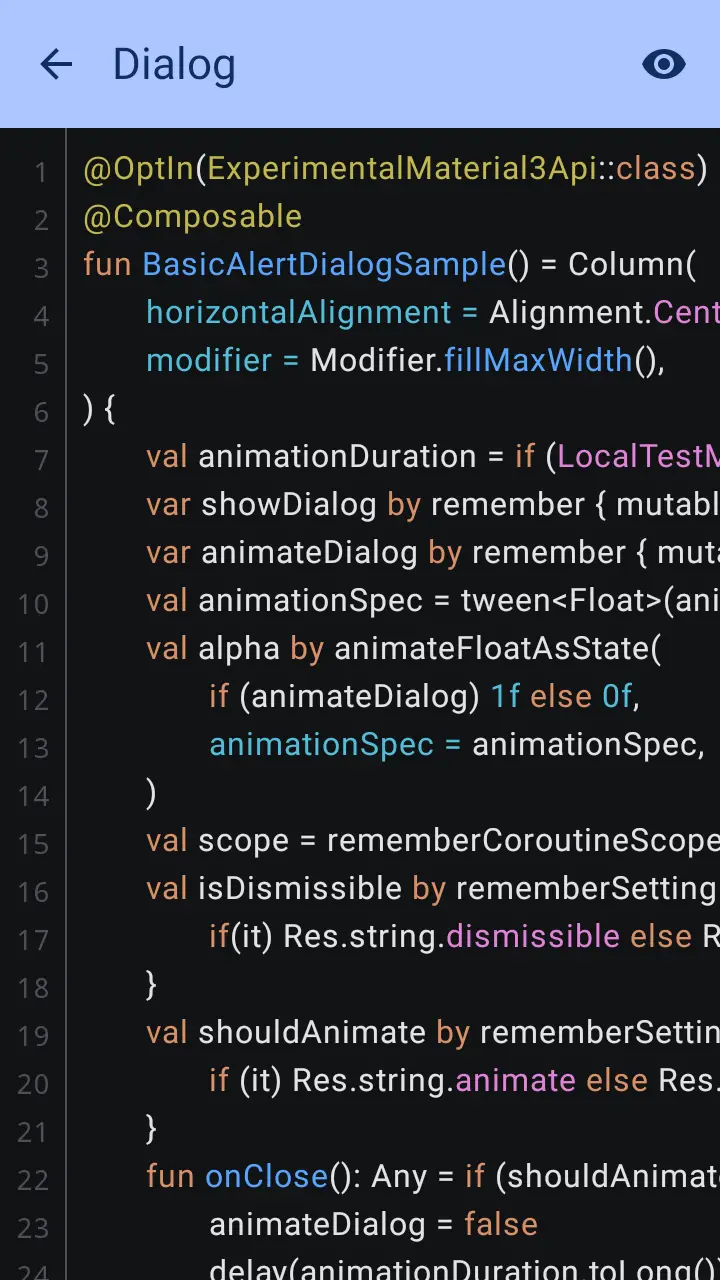 Dialog
1 @OptIn(ExperimentalMaterial3Api::class)
2 @Composable
3 fun BasicAlertDialogSample() = Column(
4 horizontalAlignment = Alignment.Cent
5 modifier = Modifier.fillMaxWidth(),
6 ) {
7 val animationDuration = if (LocalTestM
8 var showDialog by remember { mutabl
9 var animateDialog by remember { muta
10 val animationSpec = tween<Float>(ani
11 val alpha by animateFloatAsState(
12 if (animateDialog) 1f else 0f,
13 animationSpec = animationSpec,
14 )
15 val scope = rememberCoroutineScope
16 val isDismissible by rememberSetting
17 if(it) Res.string.dismissible else R
18 }
19 val shouldAnimate by rememberSettin
20 if (it) Res.string.animate else Res.
21 }
22 fun onClose(): Any = if (shouldAnimat
23 animateDialog = false
24 delay(animationDuration.toLong()